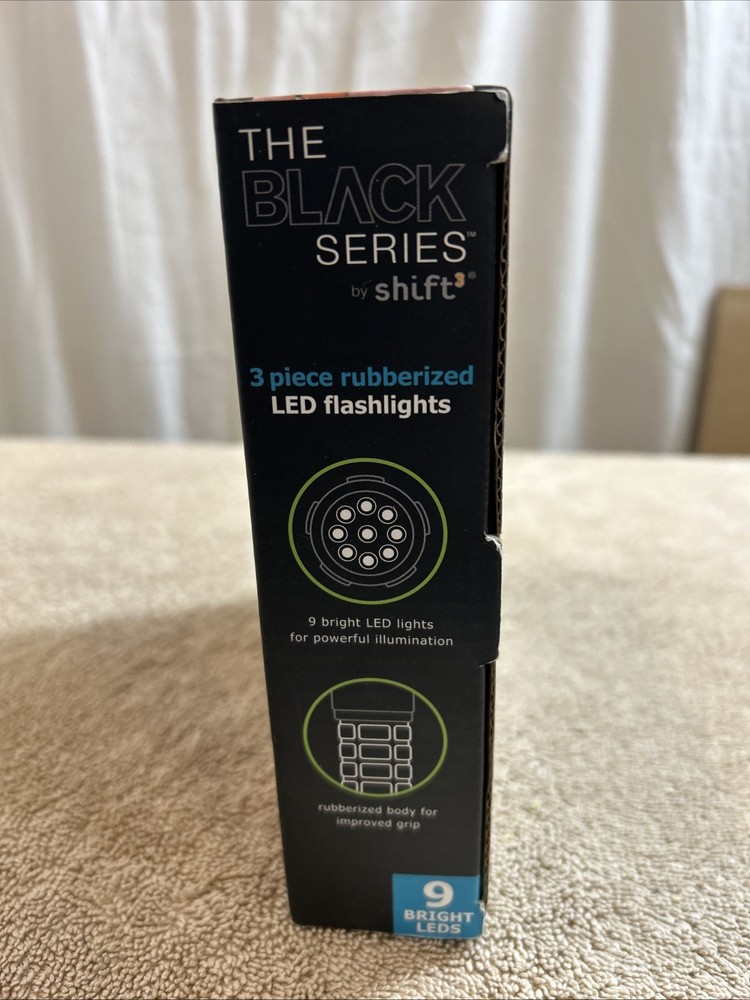 THE
BLACK
SERIES™
by shift3®
3 piece rubberized
LED flashlights
9 bright LED lights
for powerful illumination
rubberized body for
improved grip
9
BRIGHT
LEDS